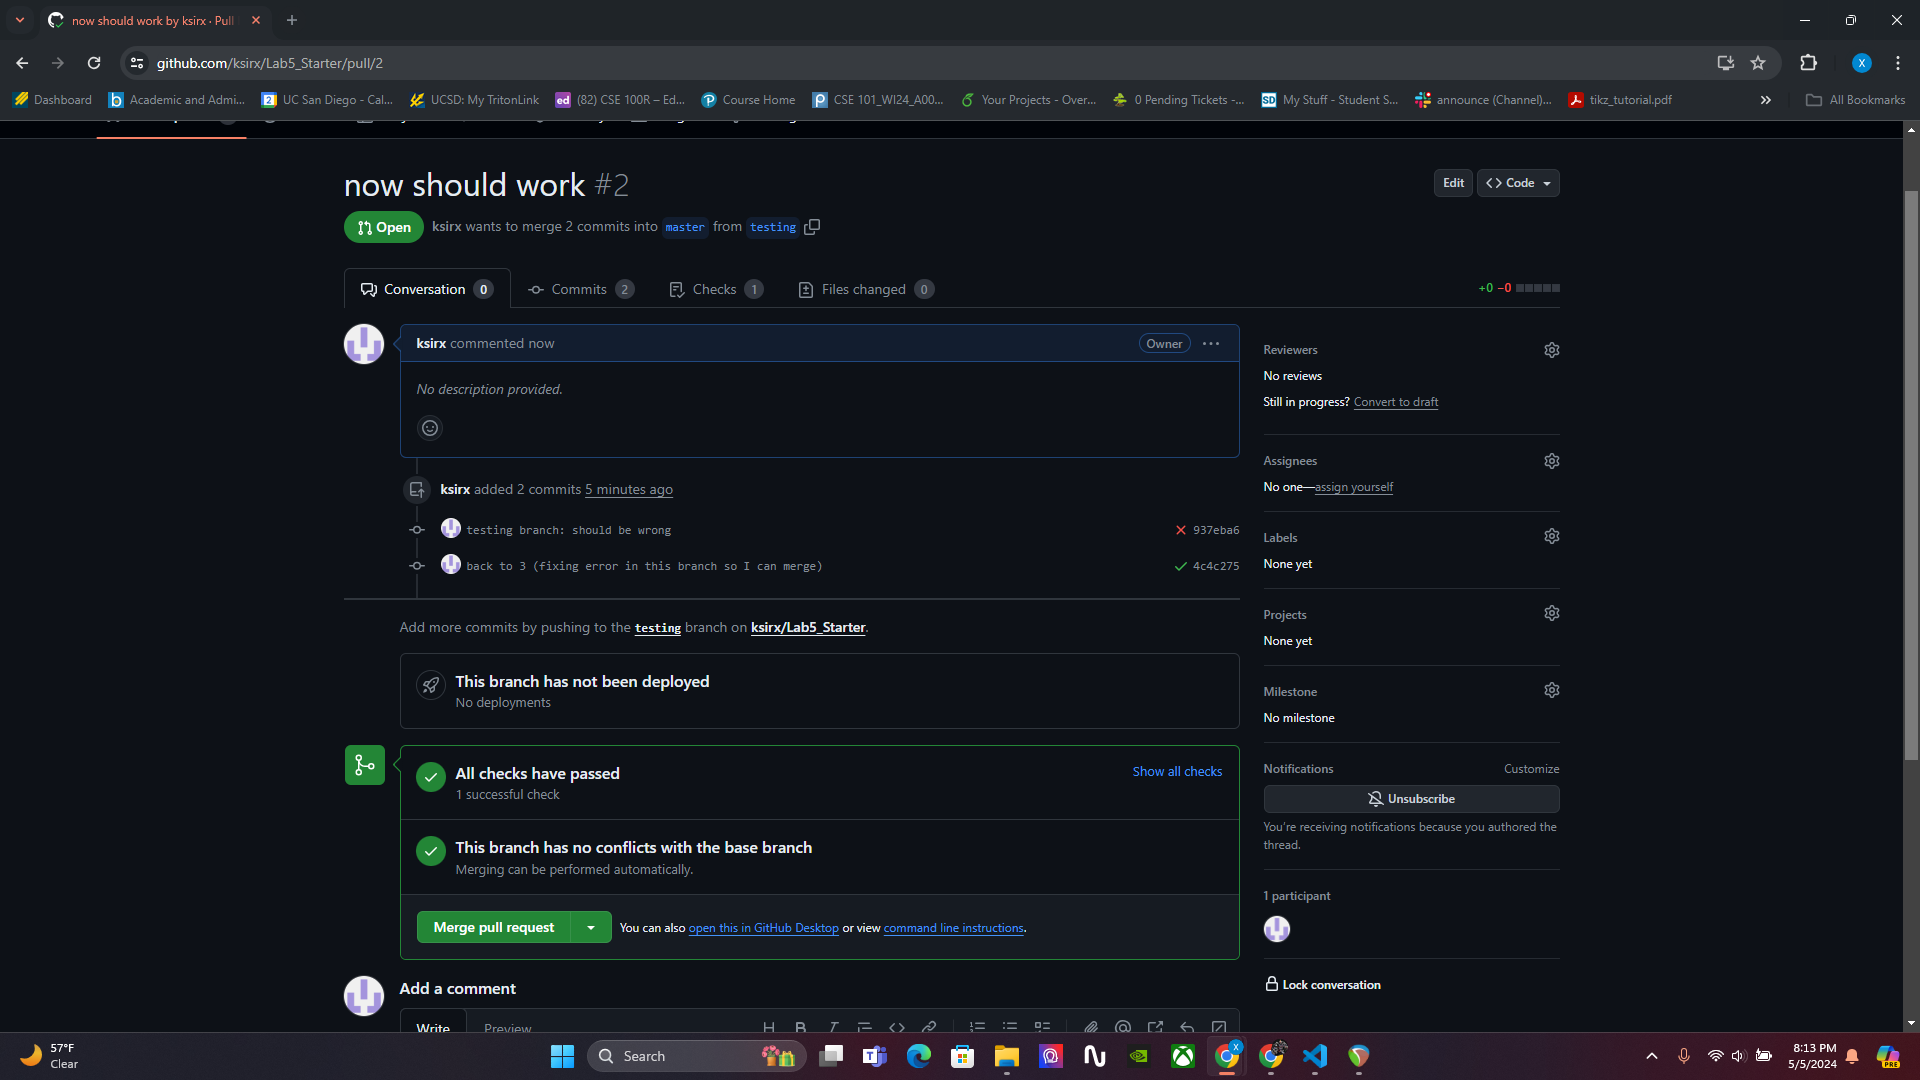 now should work by ksirx · Pull
github.com/ksirx/Lab5_Starter/pull/2
X
Dashboard
Academic and Admi...
UC San Diego - Cal...
UCSD: My TritonLink
(82) CSE 100R – Ed...
Course Home
CSE 101_WI24_A00...
Your Projects - Over...
0 Pending Tickets -...
My Stuff - Student S...
announce (Channel)...
tikz_tutorial.pdf
All Bookmarks
now should work #2
Edit
Code
Open
ksirx wants to merge 2 commits into master from testing
Conversation 0
Commits 2
Checks 1
Files changed 0
+0 −0
ksirx commented now
Owner
No description provided.
ksirx added 2 commits 5 minutes ago
testing branch: should be wrong
937eba6
back to 3 (fixing error in this branch so I can merge)
4c4c275
Add more commits by pushing to the testing branch on ksirx/Lab5_Starter.
This branch has not been deployed
No deployments
All checks have passed
1 successful check
Show all checks
This branch has no conflicts with the base branch
Merging can be performed automatically.
Merge pull request
You can also open this in GitHub Desktop or view command line instructions.
Add a comment
Write
Preview
Reviewers
No reviews
Still in progress? Convert to draft
Assignees
No one—assign yourself
Labels
None yet
Projects
None yet
Milestone
No milestone
Notifications
Customize
Unsubscribe
You're receiving notifications because you authored the
thread.
1 participant
Lock conversation
57°F
Clear
Search
8:13 PM
5/5/2024